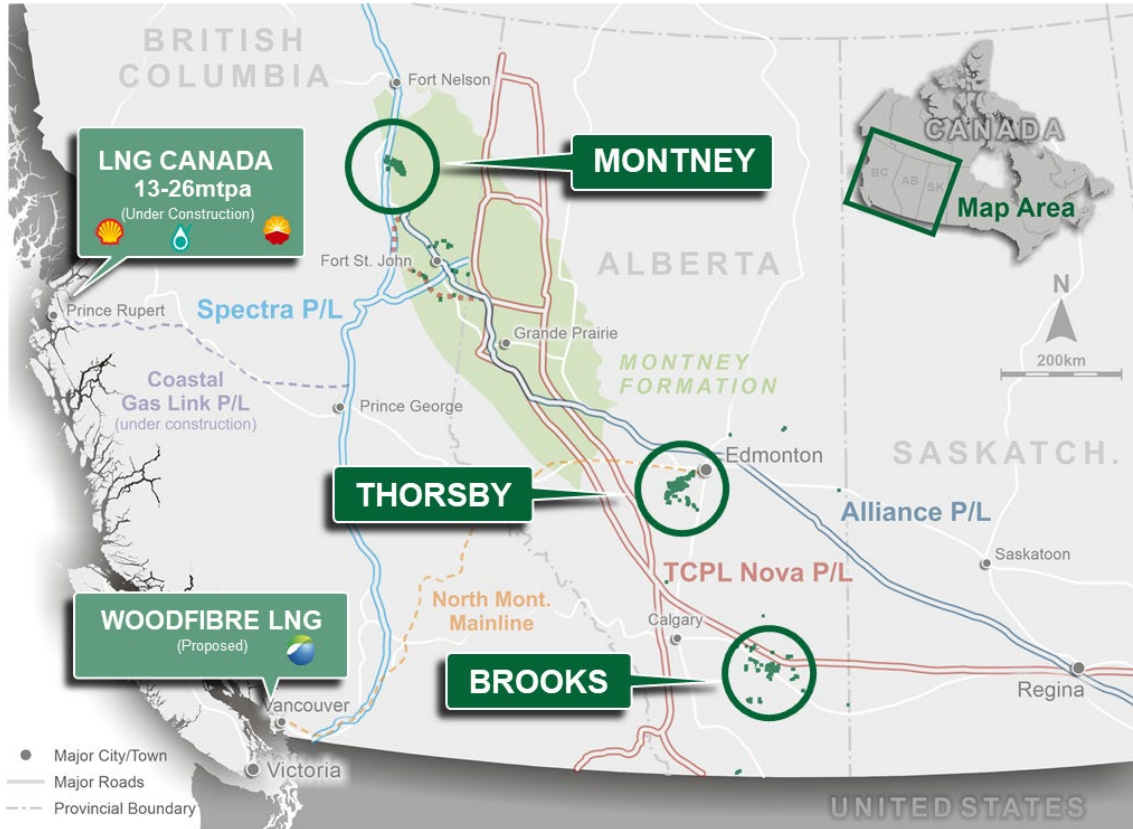 BRITISH
COLUMBIA
Fort Nelson
LNG CANADA
13-26mtpa
(Under Construction)
MONTNEY
CANADA
BC
AB
SK
Map Area
Fort St. John
ALBERTA
Prince Rupert
Spectra P/L
N
200km
Grande Prairie
MONTNEY
FORMATION
Coastal
Gas Link P/L
(under construction)
Prince George
Edmonton
SASKATCH.
THORSBY
Alliance P/L
Saskatoon
TCPL Nova P/L
North Mont.
Mainline
WOODFIBRE LNG
(Proposed)
Calgary
BROOKS
Regina
Vancouver
Victoria
Major City/Town
Major Roads
Provincial Boundary
UNITED STATES